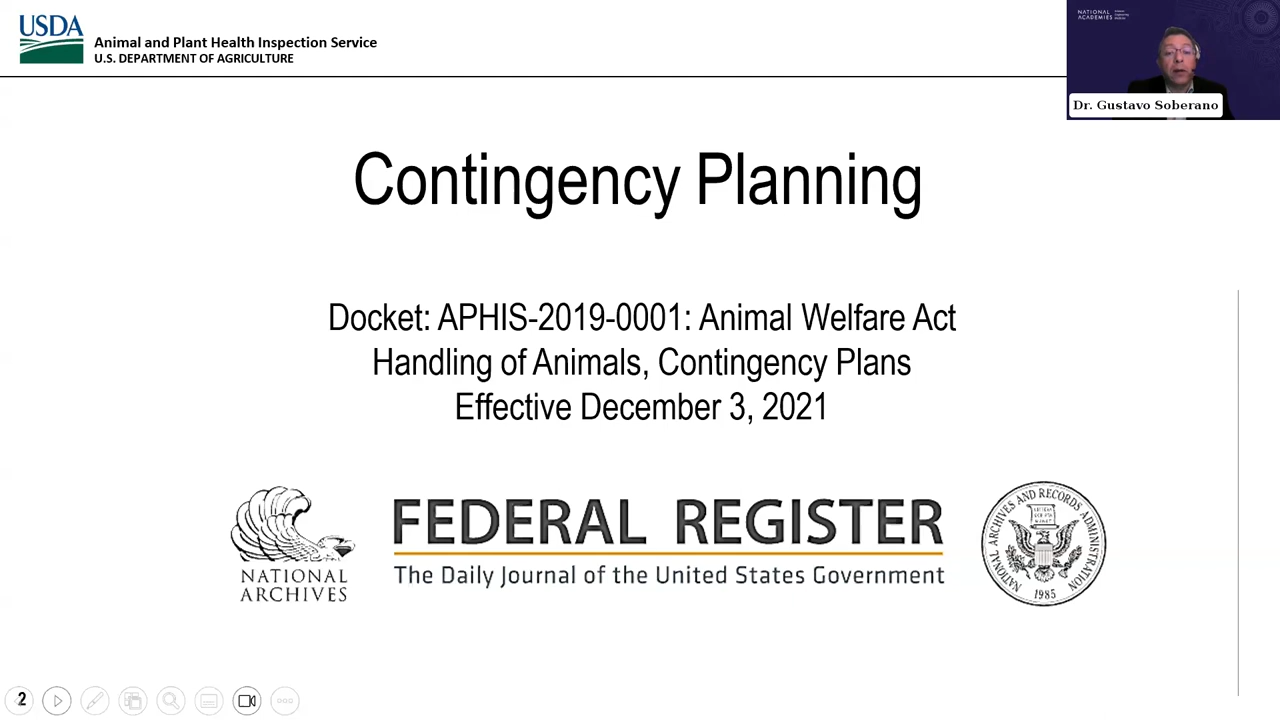 USDA
Animal and Plant Health Inspection Service
U.S. DEPARTMENT OF AGRICULTURE
NATIONAL
ACADEMIES
Dr. Gustavo Soberano
Contingency Planning
Docket: APHIS-2019-0001: Animal Welfare Act
Handling of Animals, Contingency Plans
Effective December 3, 2021
NATIONAL
ARCHIVES
FEDERAL REGISTER
The Daily Journal of the United States Government
NATIONAL ARCHIVES AND RECORDS ADMINISTRATION
1985
2